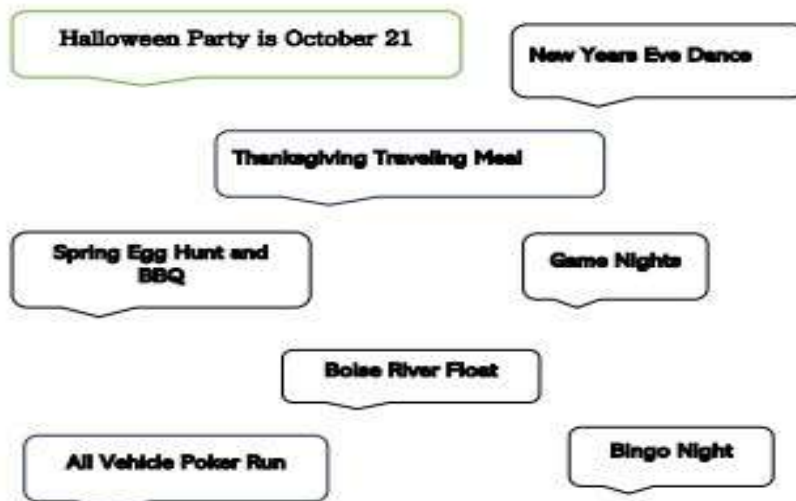 Halloween Party is October 21
New Years Eve Dance
Thanksgiving Traveling Meal
Spring Egg Hunt and
BBQ
Game Nights
Boise River Float
All Vehicle Poker Run
Bingo Night